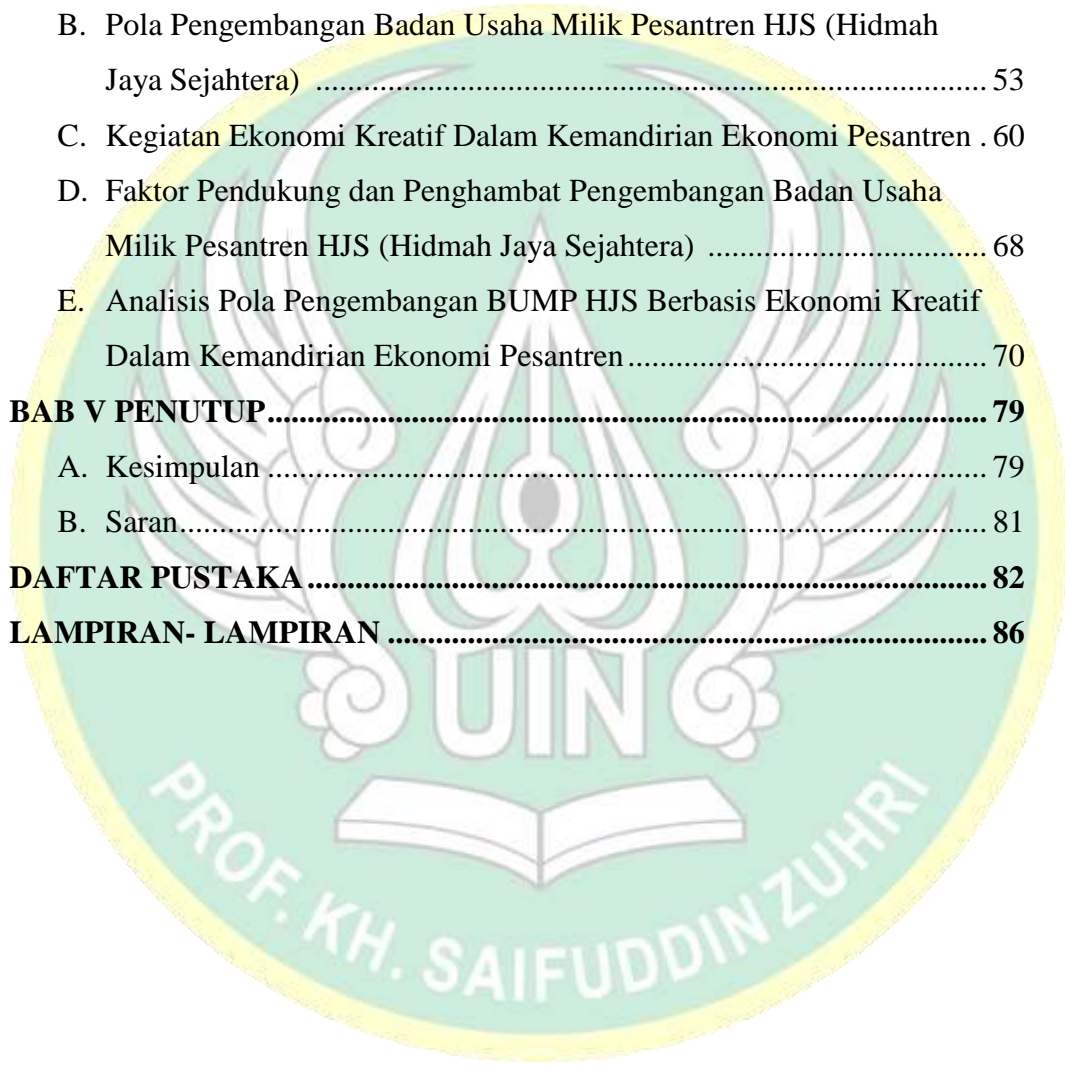 B. Pola Pengembangan Badan Usaha Milik Pesantren HJS (Hidmah
Jaya Sejahtera) ........................................................................ 53
C. Kegiatan Ekonomi Kreatif Dalam Kemandirian Ekonomi Pesantren . 60
D. Faktor Pendukung dan Penghambat Pengembangan Badan Usaha
Milik Pesantren HJS (Hidmah Jaya Sejahtera) .............................. 68
E. Analisis Pola Pengembangan BUMP HJS Berbasis Ekonomi Kreatif
Dalam Kemandirian Ekonomi Pesantren ...................................... 70
BAB V PENUTUP............................................................................ 79
A. Kesimpulan ............................................................................ 79
B. Saran...................................................................................... 81
DAFTAR PUSTAKA ........................................................................ 82
LAMPIRAN- LAMPIRAN ................................................................ 86
UIN
PROF. KH. SAIFUDDIN ZUHRI